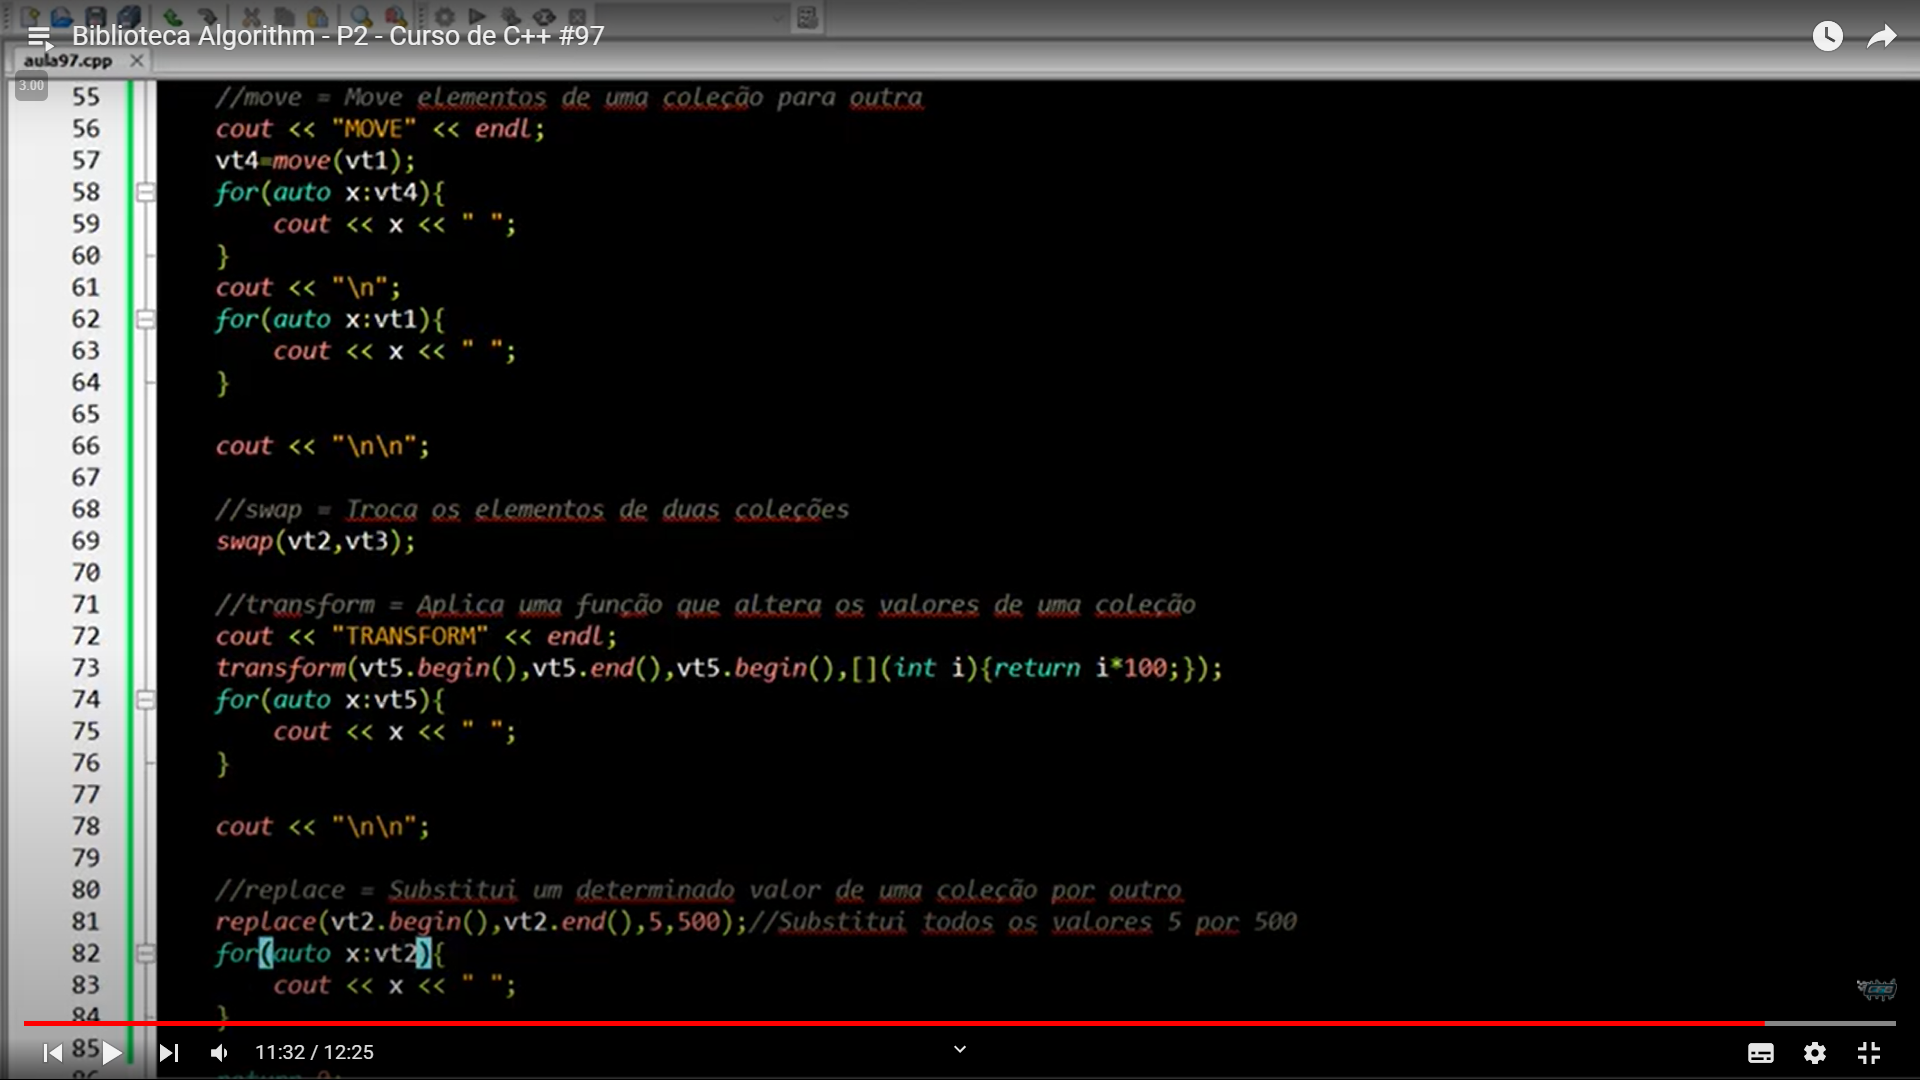 Biblioteca Algorithm - P2 - Curso de C++ #97
aula97.cpp
3.00
55 //move = Move elementos de uma coleção para outra
56 cout << "MOVE" << endl;
57 vt4=move(vt1);
58 for(auto x:vt4){
59 cout << x << " ";
60 }
61 cout << "\n";
62 for(auto x:vt1){
63 cout << x << " ";
64 }
65
66 cout << "\n\n";
67
68 //swap = Troca os elementos de duas coleções
69 swap(vt2,vt3);
70
71 //transform = Aplica uma função que altera os valores de uma coleção
72 cout << "TRANSFORM" << endl;
73 transform(vt5.begin(),vt5.end(),vt5.begin(),[](int i){return i*100;});
74 for(auto x:vt5){
75 cout << x << " ";
76 }
77
78 cout << "\n\n";
79
80 //replace = Substitui um determinado valor de uma coleção por outro
81 replace(vt2.begin(),vt2.end(),5,500);//Substitui todos os valores 5 por 500
82 for(auto x:vt2){
83 cout << x << " ";
84 }
85
11:32 / 12:25